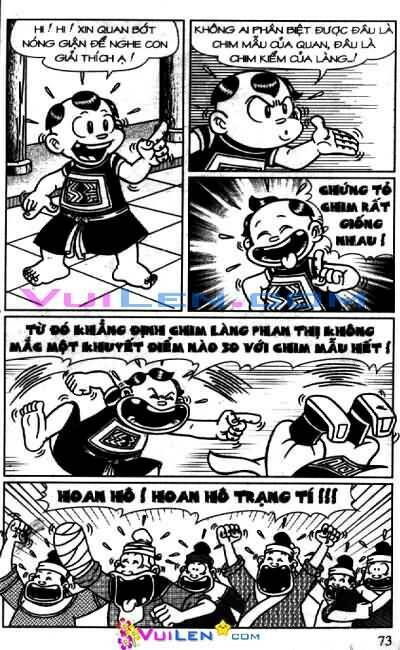 HI! HI! XIN QUAN BỚT
NÓNG GIẬN ĐỂ NGHE CON
GIẢI THÍCH Ạ!
KHÔNG AI PHÂN BIỆT ĐƯỢC ĐÂU LÀ
CHIM MẪU CỦA QUAN, ĐÂU LÀ
CHIM KIỂM CỦA LÀNG..!
CHỨNG TỎ
CHIM RẤT
GIỐNG
NHAU!
VUILEN.COM
TỪ ĐÓ KHẲNG ĐỊNH CHIM LÀNG PHAN THỊ KHÔNG
MẮC MỘT KHUYẾT ĐIỂM NÀO SO VỚI CHIM MẪU HẾT!
HOAN HÔ! HOAN HÔ TRẠNG TÍ!!!
73
VUILEN.COM